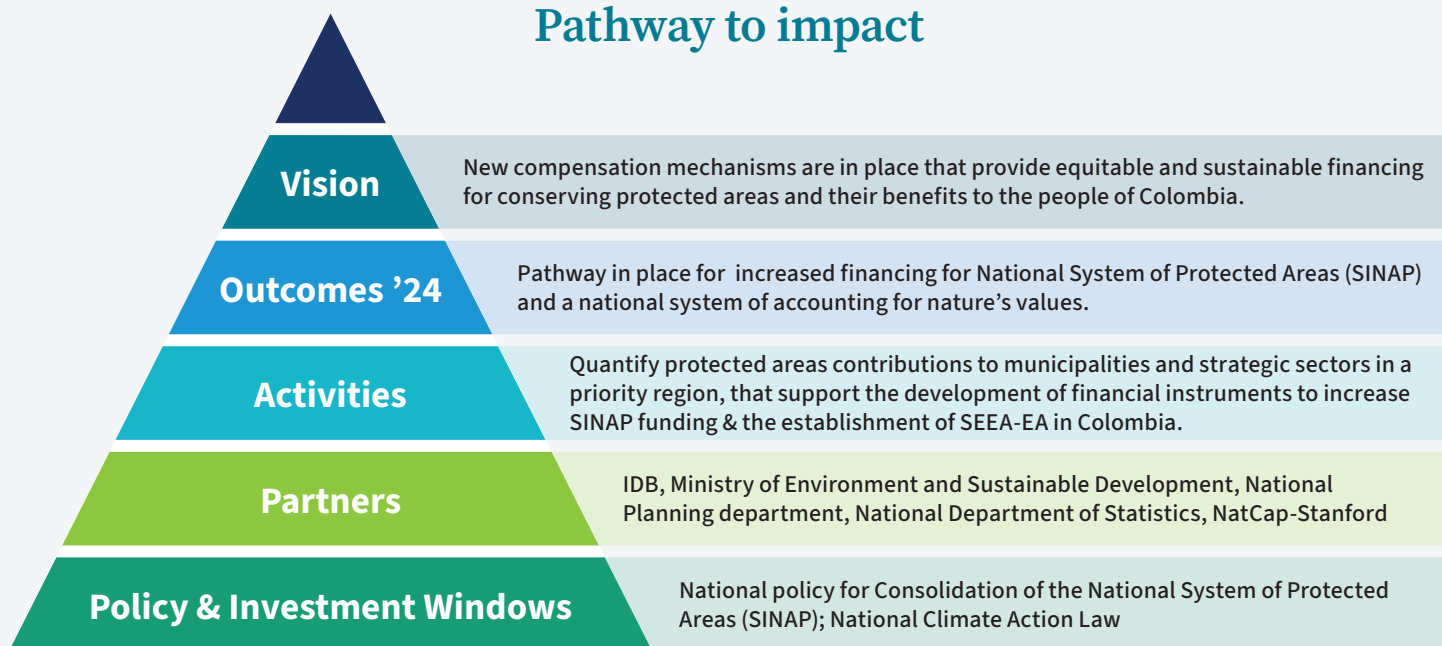 Pathway to impact
Vision
New compensation mechanisms are in place that provide equitable and sustainable financing
for conserving protected areas and their benefits to the people of Colombia.
Outcomes ’24
Pathway in place for  increased financing for National System of Protected Areas (SINAP)
and a national system of accounting for nature’s values.
Activities
Quantify protected areas contributions to municipalities and strategic sectors in a
priority region, that support the development of financial instruments to increase
SINAP funding & the establishment of SEEA-EA in Colombia.
Partners
IDB, Ministry of Environment and Sustainable Development, National
Planning department, National Department of Statistics, NatCap-Stanford
Policy & Investment Windows
National policy for Consolidation of the National System of Protected
Areas (SINAP); National Climate Action Law